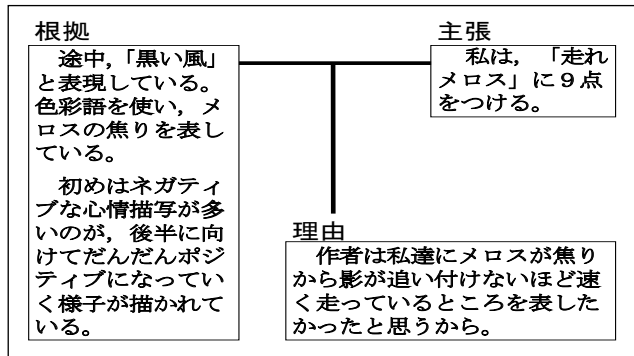 根拠
途中，「黒い風」
と表現している。
色彩語を使い，メ
ロスの焦りを表し
ている。
初めはネガティ
ブな心情描写が多
いのが，後半に向
けてだんだんポジ
ティブになってい
く様子が描かれて
いる。
主張
私は，「走れ
メロス」に９点
をつける。
理由
作者は私達にメロスが焦り
から影が追い付けないほど速
く走っているところを表した
かったと思うから。